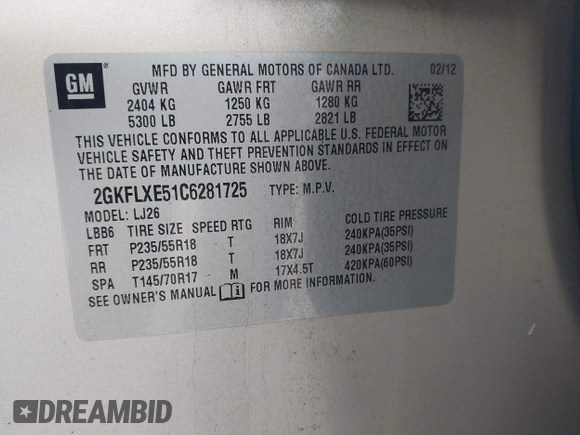 GM
MFD BY GENERAL MOTORS OF CANADA LTD. 02/12
GVWR GAWR FRT GAWR RR
2404 KG 1250 KG 1280 KG
5300 LB 2755 LB 2821 LB
THIS VEHICLE CONFORMS TO ALL APPLICABLE U.S. FEDERAL MOTOR
VEHICLE SAFETY AND THEFT PREVENTION STANDARDS IN EFFECT ON
THE DATE OF MANUFACTURE SHOWN ABOVE.
2GKFLXE51C6281725 TYPE: M.P.V.
MODEL: LJ26
LBB6 TIRE SIZE SPEED RTG RIM COLD TIRE PRESSURE
FRT P235/55R18 T 18X7J 240KPA(35PSI)
RR P235/55R18 T 18X7J 240KPA(35PSI)
SPA T145/70R17 M 17X4.5T 420KPA(60PSI)
SEE OWNER'S MANUAL FOR MORE INFORMATION.
DREAMBID